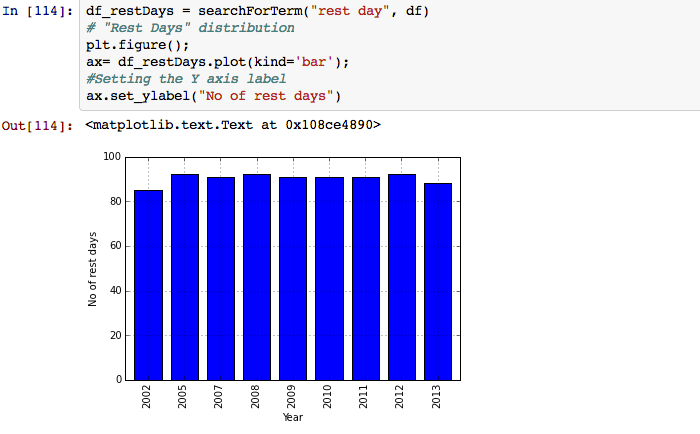 In [114]: df_restDays = searchForTerm("rest day", df)
# "Rest Days" distribution
plt.figure();
ax= df_restDays.plot(kind='bar');
#Setting the Y axis label
ax.set_ylabel("No of rest days")
Out[114]: <matplotlib.text.Text at 0x108ce4890>
100
80
60
40
20
0
No of rest days
2002 2005 2007 2008 2009 2010 2011 2012 2013
Year